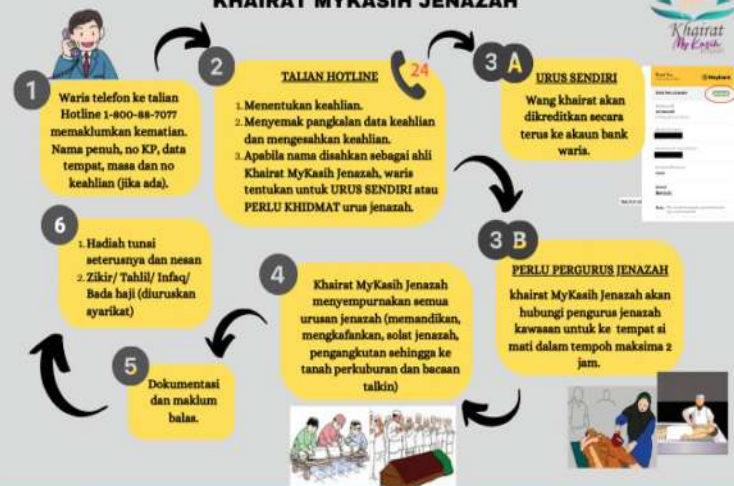 KHAIRAT MYKASIH JENAZAH
Khairat
MyKasih
1
Waris telefon ke talian
Hotline 1-800-88-7077
memaklumkan kematian.
Nama penuh, no KP, data
tempat, masa dan no
keahlian (jika ada).
2
TALIAN HOTLINE
24
1. Menentukan keahlian.
2. Menyemak pangkalan data keahlian
dan mengesahkan keahlian.
3. Apabila nama disahkan sebagai ahli
Khairat MyKasih Jenazah, waris
tentukan untuk URUS SENDIRI atau
PERLU KHIDMAT urus jenazah.
3 A
URUS SENDIRI
Wang khairat akan
dikreditkan secara
terus ke akaun bank
waris.
Maybank
3 B
PERLU PERGURUS JENAZAH
khairat MyKasih Jenazah akan
hubungi pengurus jenazah
kawasan untuk ke tempat si
mati dalam tempoh maksima 2
jam.
4
Khairat MyKasih Jenazah
menyempurnakan semua
urusan jenazah (memandikan,
mengkafankan, solat jenazah,
pengangkutan sehingga ke
tanah perkuburan dan bacaan
talkin)
5
Dokumentasi
dan maklum
balas.
6
1. Hadiah tunai
seterusnya dan nesan
2. Zikir/ Tahlil/ Infaq/
Bada haji (diuruskan
syarikat)